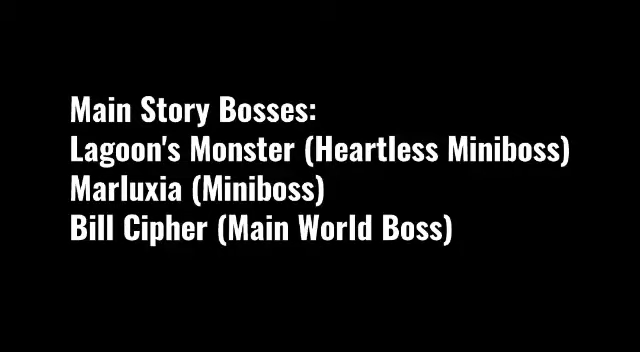 Main Story Bosses:
Lagoon's Monster (Heartless Miniboss)
Marluxia (Miniboss)
Bill Cipher (Main World Boss)